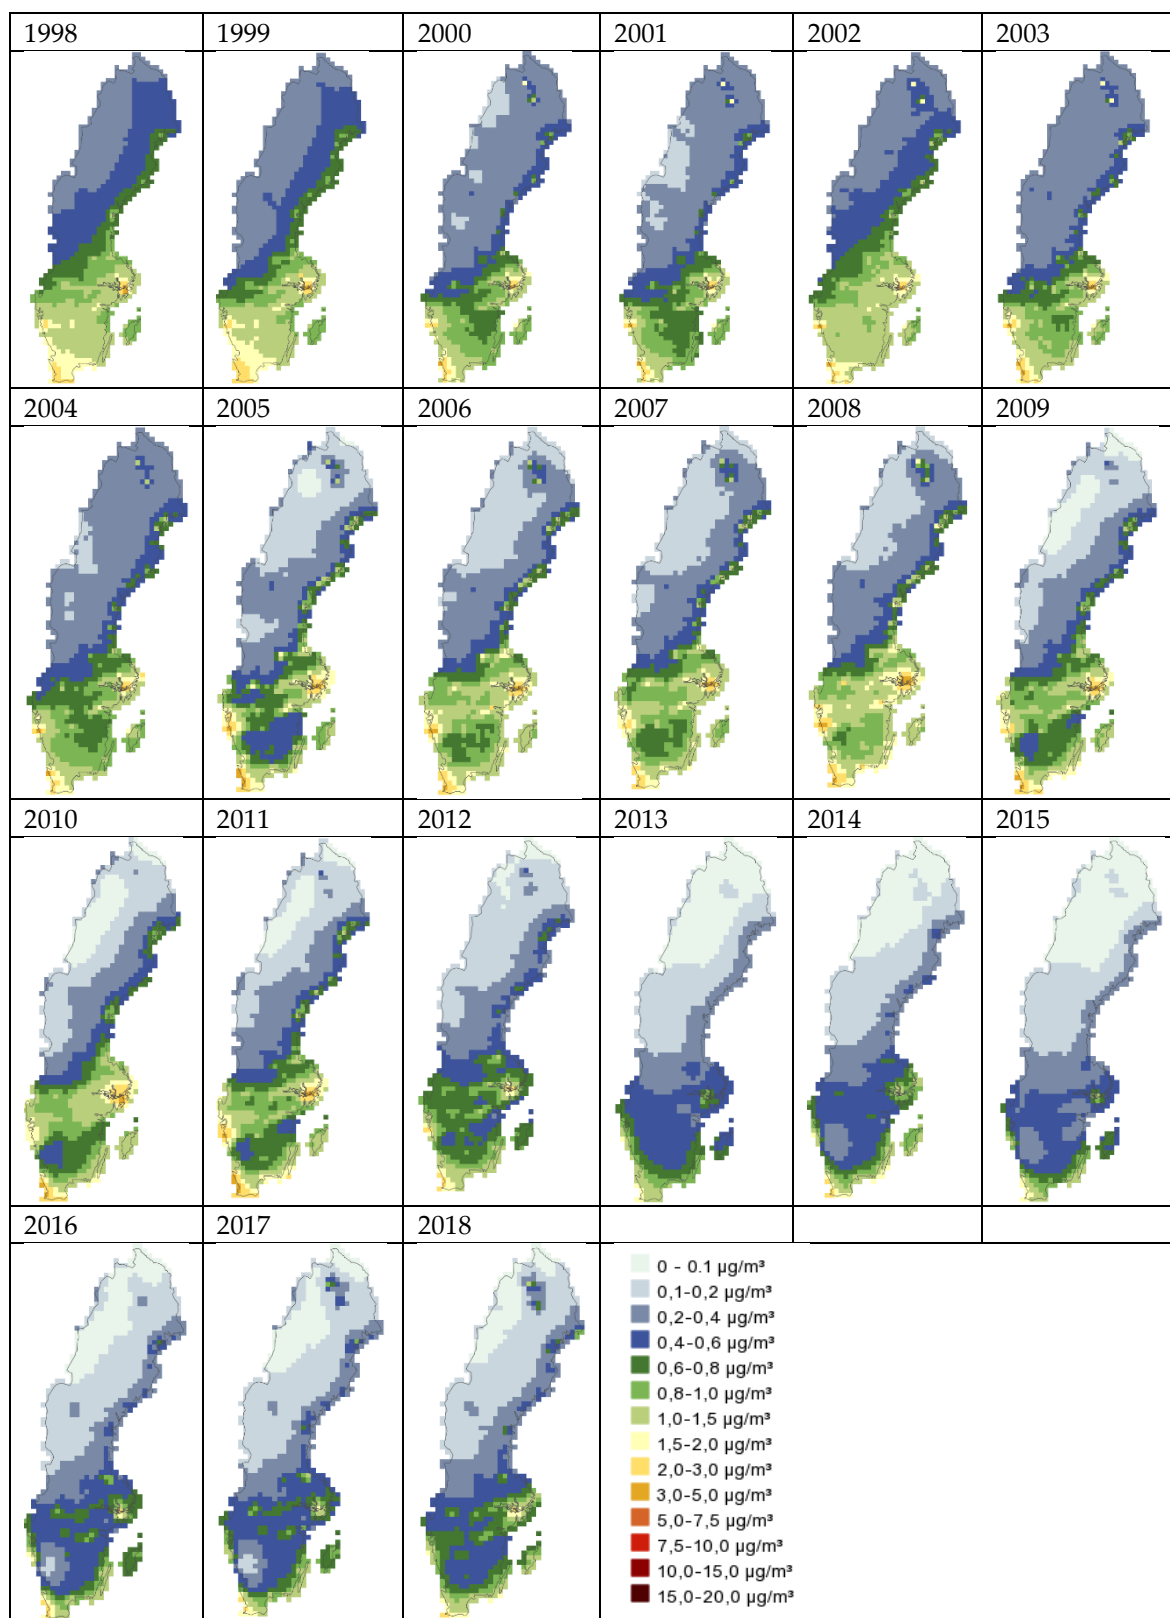 1998 1999 2000 2001 2002 2003
2004 2005 2006 2007 2008 2009
2010 2011 2012 2013 2014 2015
2016 2017 2018
0 - 0.1 µg/m³
0,1-0,2 µg/m³
0,2-0,4 µg/m³
0,4-0,6 µg/m³
0,6-0,8 µg/m³
0,8-1,0 µg/m³
1,0-1,5 µg/m³
1,5-2,0 µg/m³
2,0-3,0 µg/m³
3,0-5,0 µg/m³
5,0-7,5 µg/m³
7,5-10,0 µg/m³
10,0-15,0 µg/m³
15,0-20,0 µg/m³